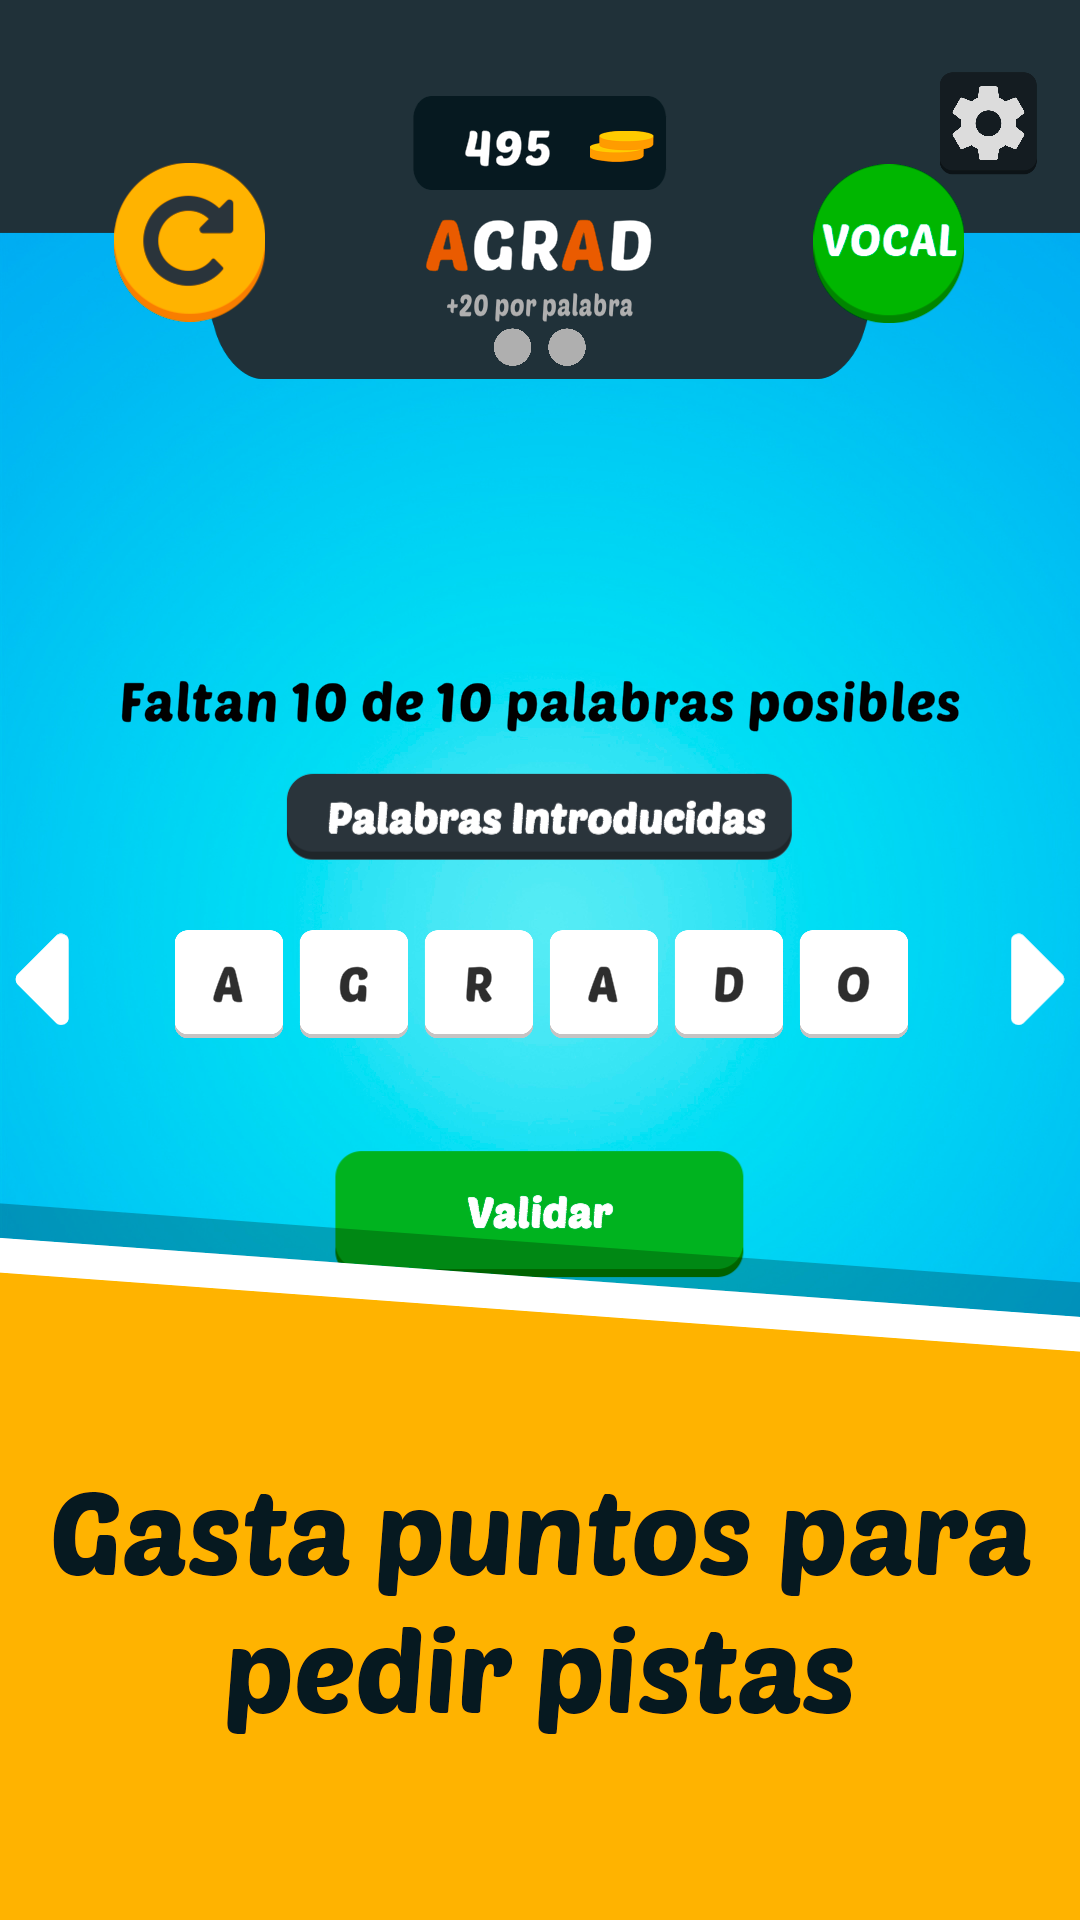 495
AGRAD
VOCAL
+20 por palabra
Faltan 10 de 10 palabras posibles
Palabras Introducidas
A G R A D O
Validar
Gasta puntos para
pedir pistas